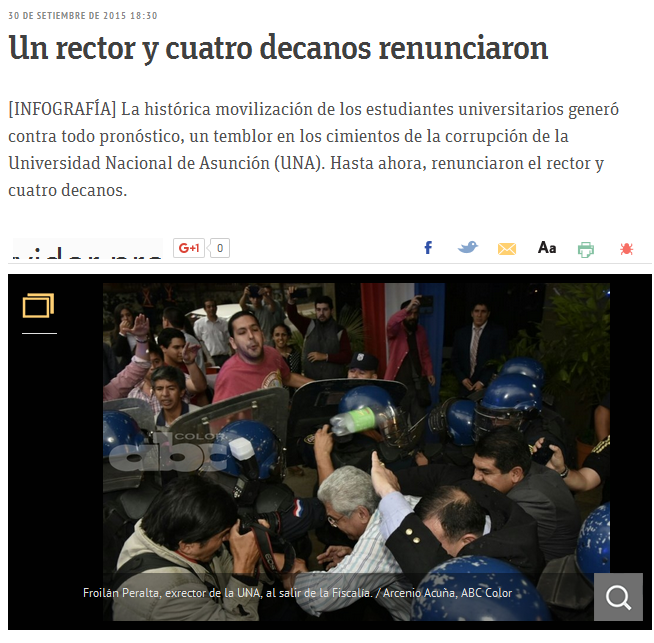 30 DE SETIEMBRE DE 2015 18:30
Un rector y cuatro decanos renunciaron
[INFOGRAFÍA] La histórica movilización de los estudiantes universitarios generó
contra todo pronóstico, un temblor en los cimientos de la corrupción de la
Universidad Nacional de Asunción (UNA). Hasta ahora, renunciaron el rector y
cuatro decanos.
G+1 0 f Aa
COLOR
abc
Froilán Peralta, exrector de la UNA, al salir de la Fiscalía. / Arcenio Acuña, ABC Color